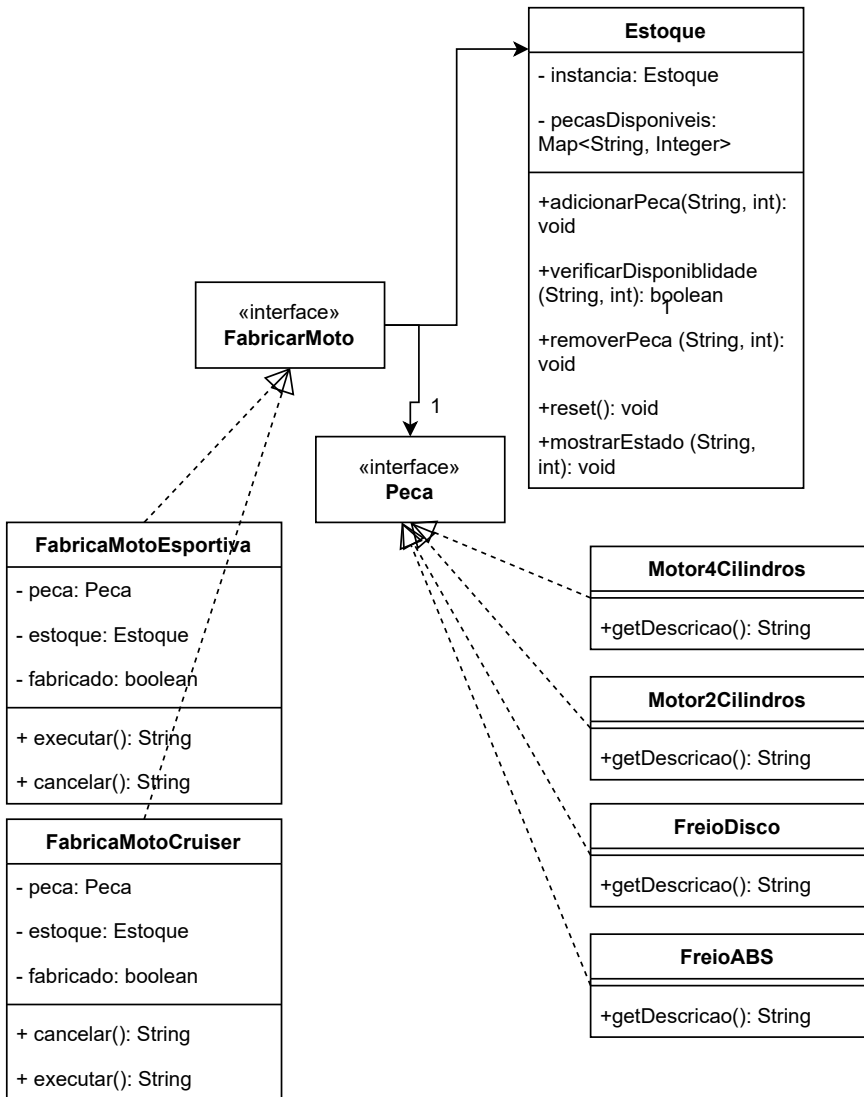 Estoque
- instancia: Estoque
- pecasDisponiveis:
Map<String, Integer>
+adicionarPeca(String, int):
void
+verificarDisponiblidade
(String, int): boolean
1
+removerPeca (String, int):
void
+reset(): void
+mostrarEstado (String,
int): void
«interface»
FabricarMoto
1
«interface»
Peca
FabricaMotoEsportiva
- peca: Peca
- estoque: Estoque
- fabricado: boolean
+ executar(): String
+ cancelar(): String
FabricaMotoCruiser
- peca: Peca
- estoque: Estoque
- fabricado: boolean
+ cancelar(): String
+ executar(): String
Motor4Cilindros
+getDescricao(): String
Motor2Cilindros
+getDescricao(): String
FreioDisco
+getDescricao(): String
FreioABS
+getDescricao(): String